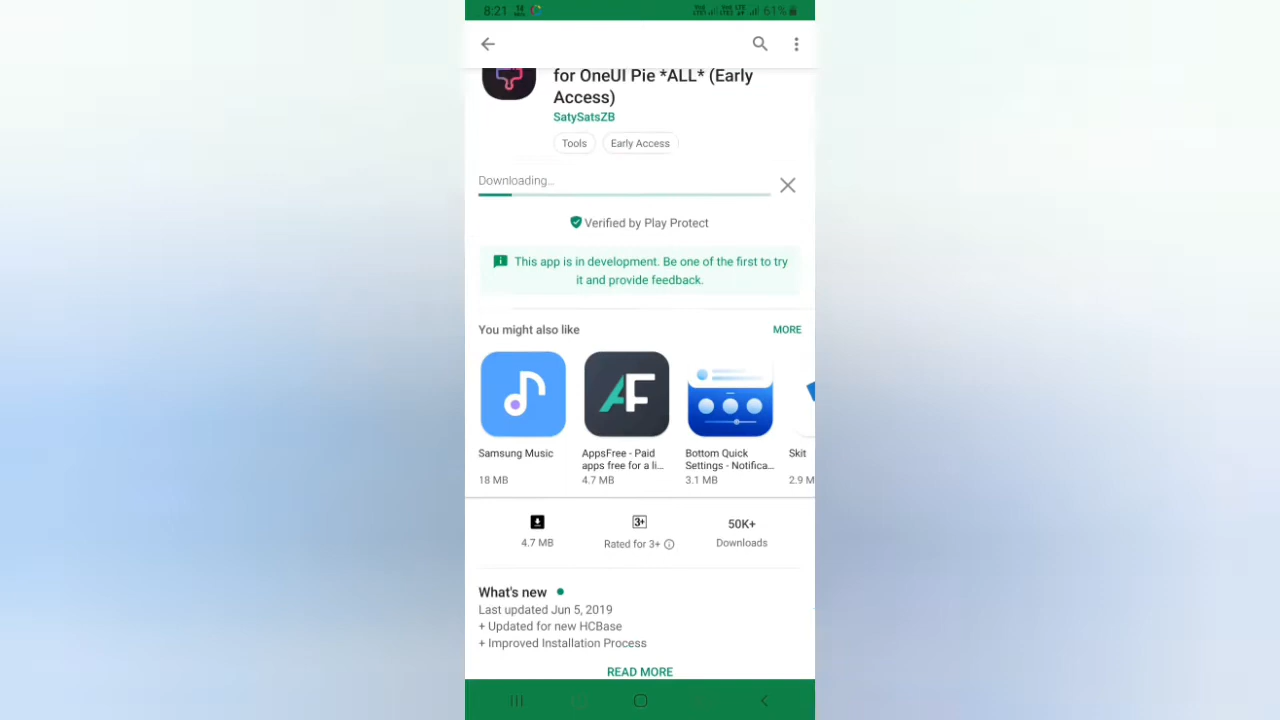 8:21
61%
for OneUI Pie *ALL* (Early
Access)
SatySatsZB
Tools
Early Access
Downloading...
Verified by Play Protect
This app is in development. Be one of the first to try
it and provide feedback.
You might also like
MORE
AF
Samsung Music
18 MB
AppsFree - Paid
apps free for a li...
4.7 MB
Bottom Quick
Settings - Notifica...
3.1 MB
Skit
2.9 M
3+
50K+
4.7 MB
Rated for 3+
Downloads
What's new
Last updated Jun 5, 2019
+ Updated for new HCBase
+ Improved Installation Process
READ MORE